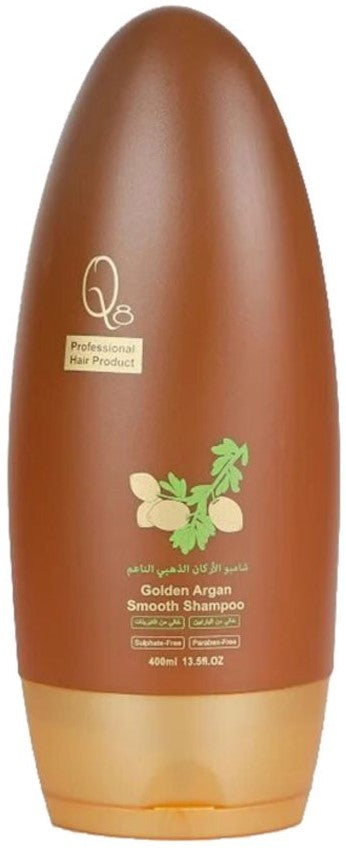 Q8
Professional
Hair Product
شامبو الأركان الذهبي الناعم
Golden Argan
Smooth Shampoo
خالي من الكبريتات خالي من البارابين
Sulphate-Free Paraben-Free
400ml 13.5fl.OZ